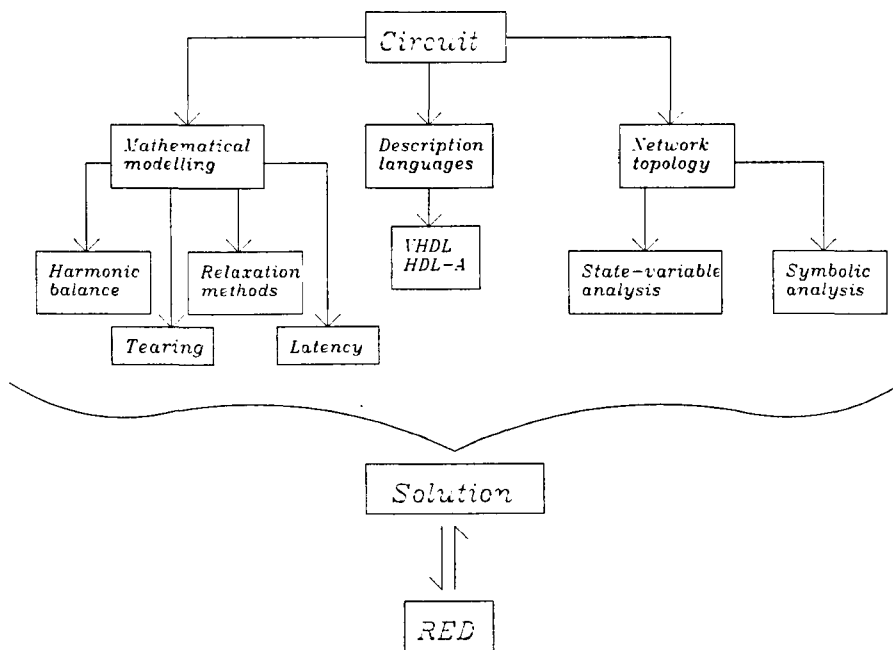 Circuit
Mathematical
modelling
Description
languages
Network
topology
Harmonic
balance
Relaxation
methods
VHDL
HDL-A
State-variable
analysis
Symbolic
analysis
Tearing
Latency
Solution
RED